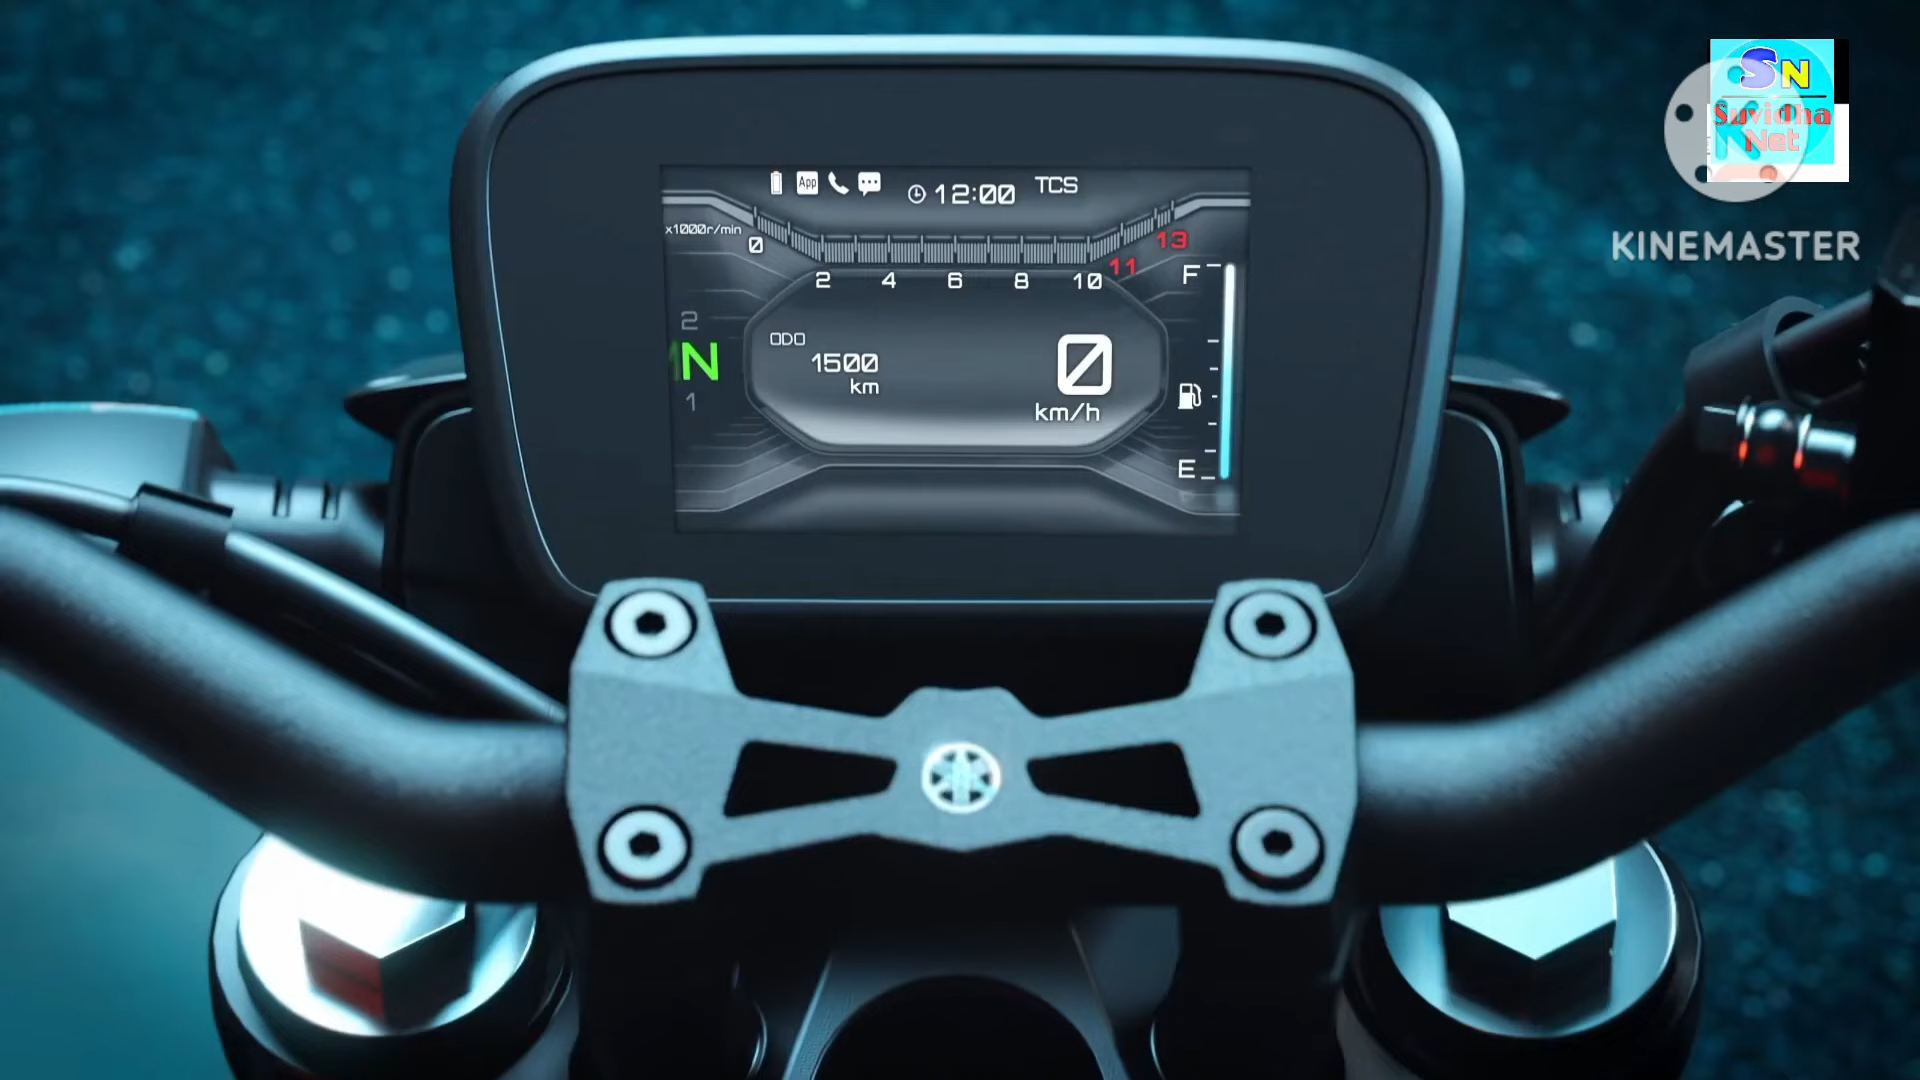 App 12:00 TCS
x1000r/min
0 2 4 6 8 10 11 13
F
2
N
1
ODO
1500
km
0
km/h
E
SN
Suvidha
Net
KINEMASTER